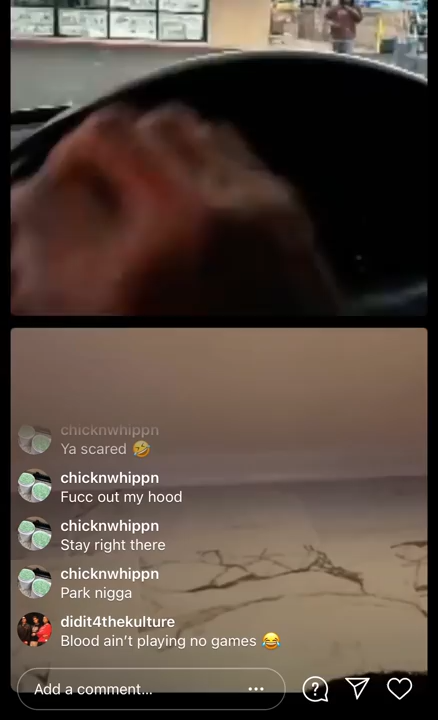 chicknwhippn
Ya scared 🤣
chicknwhippn
Fucc out my hood
chicknwhippn
Stay right there
chicknwhippn
Park nigga
didit4thekulture
Blood ain't playing no games 😂
Add a comment...